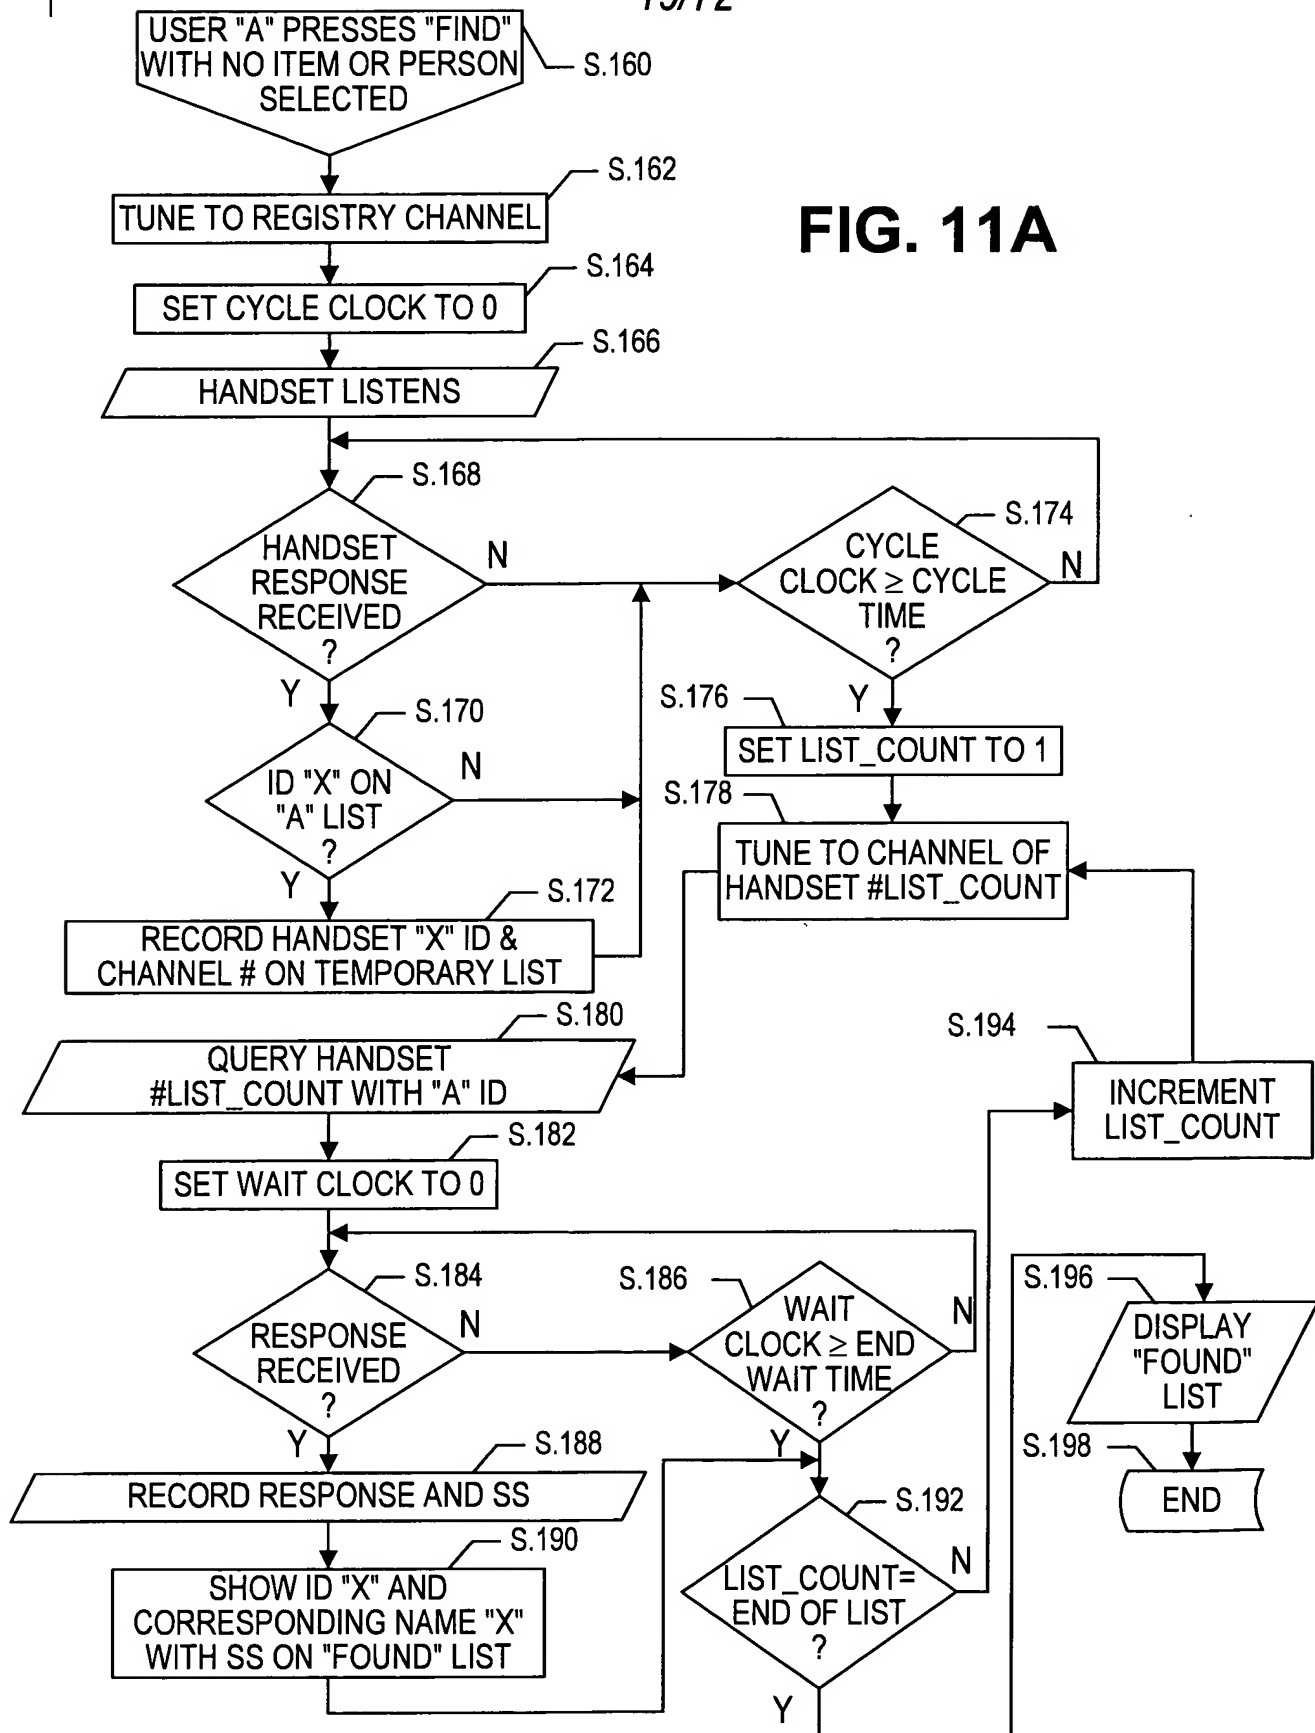 USER "A" PRESSES "FIND"
WITH NO ITEM OR PERSON
SELECTED
S.160
S.162
TUNE TO REGISTRY CHANNEL
FIG. 11A
S.164
SET CYCLE CLOCK TO 0
S.166
HANDSET LISTENS
S.168
HANDSET
RESPONSE
RECEIVED
?
N
Y
S.174
CYCLE
CLOCK ≥ CYCLE
TIME
?
N
Y
S.170
ID "X" ON
"A" LIST
?
N
Y
S.176
SET LIST_COUNT TO 1
S.178
TUNE TO CHANNEL OF
HANDSET #LIST_COUNT
S.172
RECORD HANDSET "X" ID &
CHANNEL # ON TEMPORARY LIST
S.180
QUERY HANDSET
#LIST_COUNT WITH "A" ID
S.194
INCREMENT
LIST_COUNT
S.182
SET WAIT CLOCK TO 0
S.184
RESPONSE
RECEIVED
?
N
Y
S.186
WAIT
CLOCK ≥ END
WAIT TIME
?
N
Y
S.196
DISPLAY
"FOUND"
LIST
S.188
RECORD RESPONSE AND SS
S.198
END
S.190
SHOW ID "X" AND
CORRESPONDING NAME "X"
WITH SS ON "FOUND" LIST
S.192
LIST_COUNT=
END OF LIST
?
N
Y